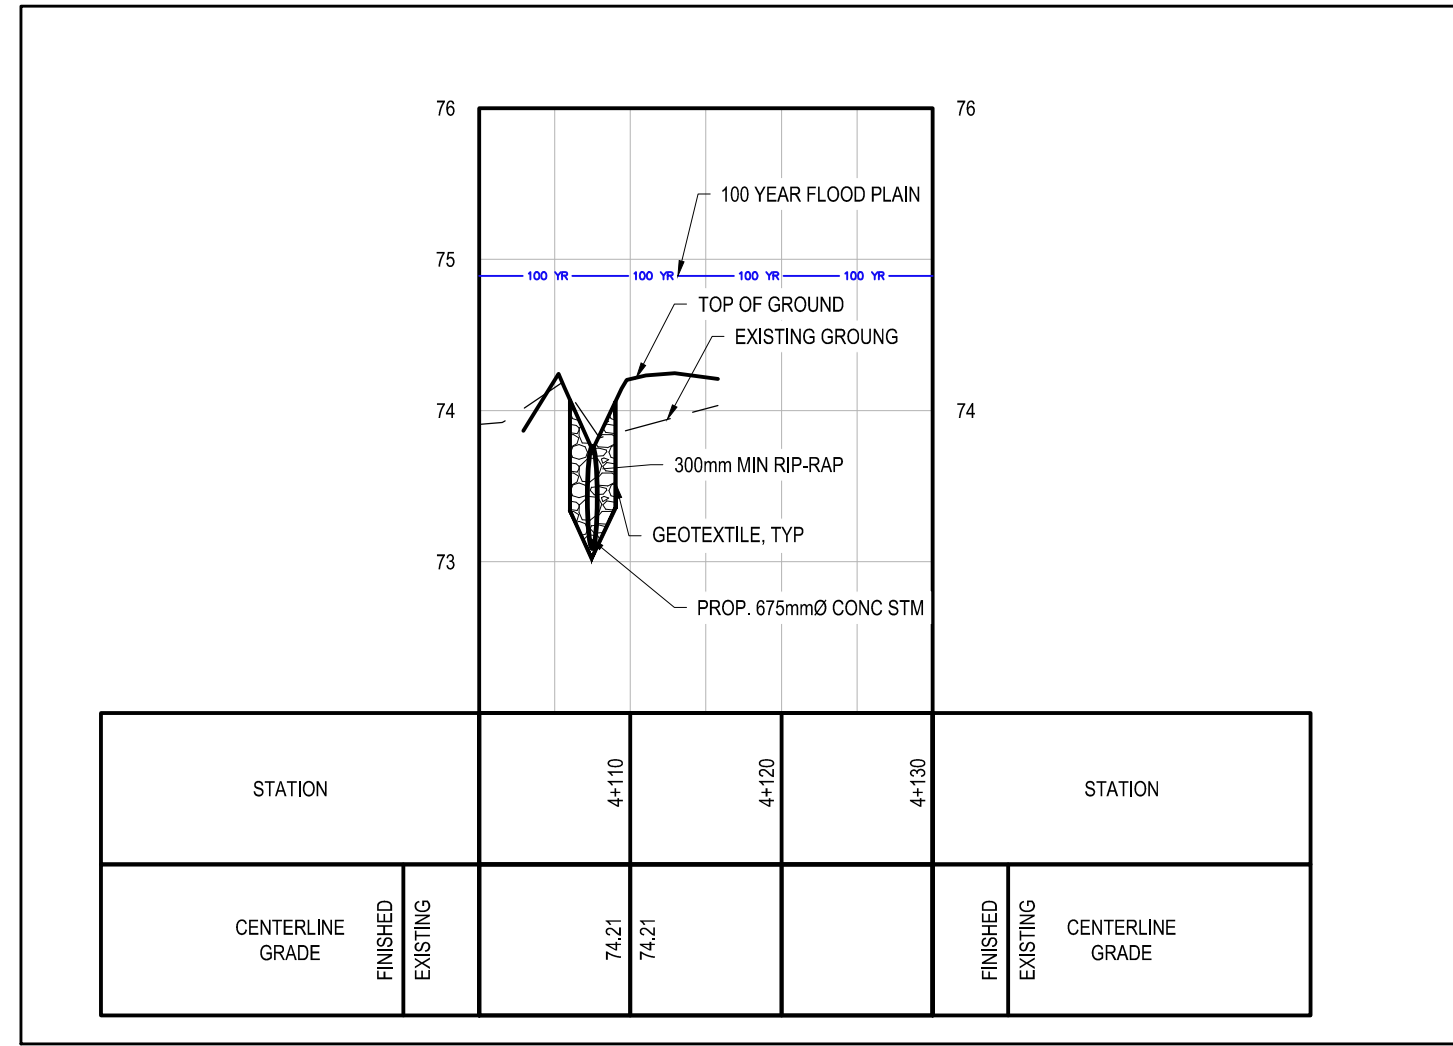 76
76
100 YEAR FLOOD PLAIN
75
100 YR
100 YR
100 YR
100 YR
TOP OF GROUND
EXISTING GROUNG
74
74
300mm MIN RIP-RAP
GEOTEXTILE, TYP
73
PROP. 675mmØ CONC STM
STATION
4+110
4+120
4+130
STATION
CENTERLINE
GRADE
FINISHED
EXISTING
74.21
74.21
FINISHED
EXISTING
CENTERLINE
GRADE